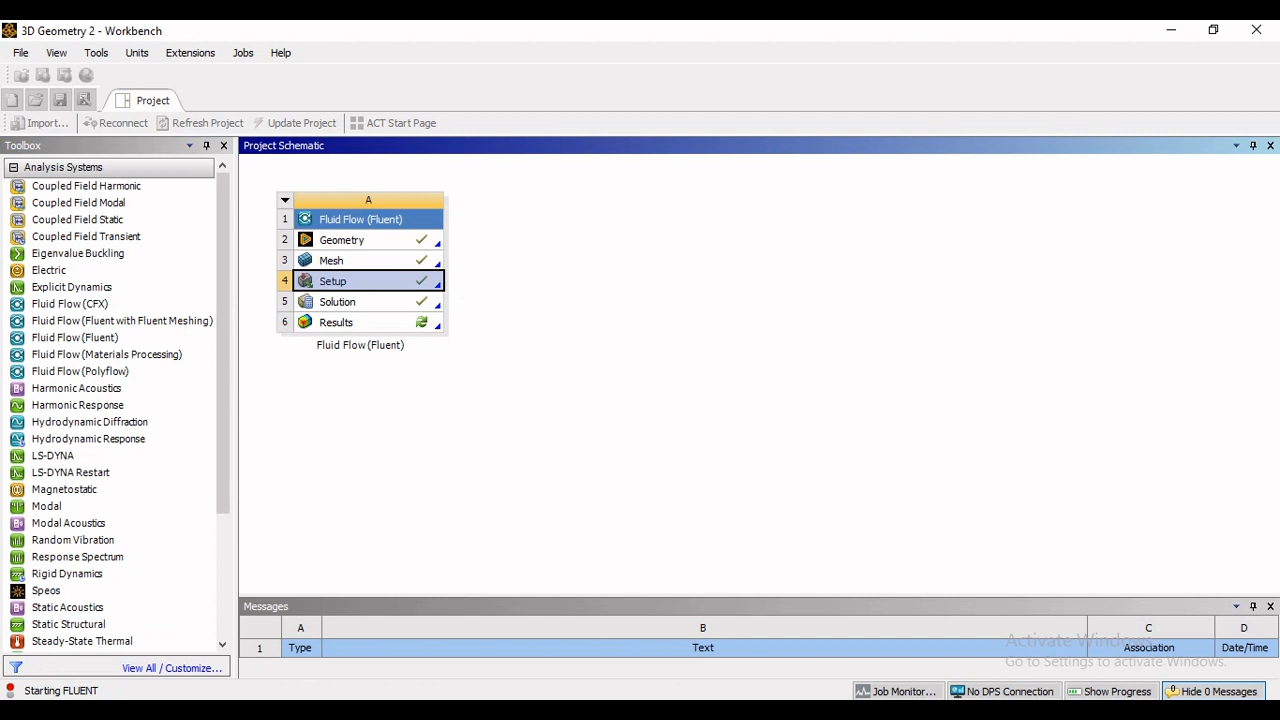 3D Geometry 2 - Workbench
File View Tools Units Extensions Jobs Help
Project
Import... Reconnect Refresh Project Update Project ACT Start Page
Toolbox
Project Schematic
Analysis Systems
Coupled Field Harmonic
Coupled Field Modal
Coupled Field Static
Coupled Field Transient
Eigenvalue Buckling
Electric
Explicit Dynamics
Fluid Flow (CFX)
Fluid Flow (Fluent with Fluent Meshing)
Fluid Flow (Fluent)
Fluid Flow (Materials Processing)
Fluid Flow (Polyflow)
Harmonic Acoustics
Harmonic Response
Hydrodynamic Diffraction
Hydrodynamic Response
LS-DYNA
LS-DYNA Restart
Magnetostatic
Modal
Modal Acoustics
Random Vibration
Response Spectrum
Rigid Dynamics
Speos
Static Acoustics
Static Structural
Steady-State Thermal
View All / Customize...
A
1 Fluid Flow (Fluent)
2 Geometry
3 Mesh
4 Setup
5 Solution
6 Results
Fluid Flow (Fluent)
Messages
A B C D
1 Type Text Association Date/Time
Activate Windows
Go to Settings to activate Windows.
Starting FLUENT
Job Monitor... No DPS Connection Show Progress 0 Hide 0 Messages